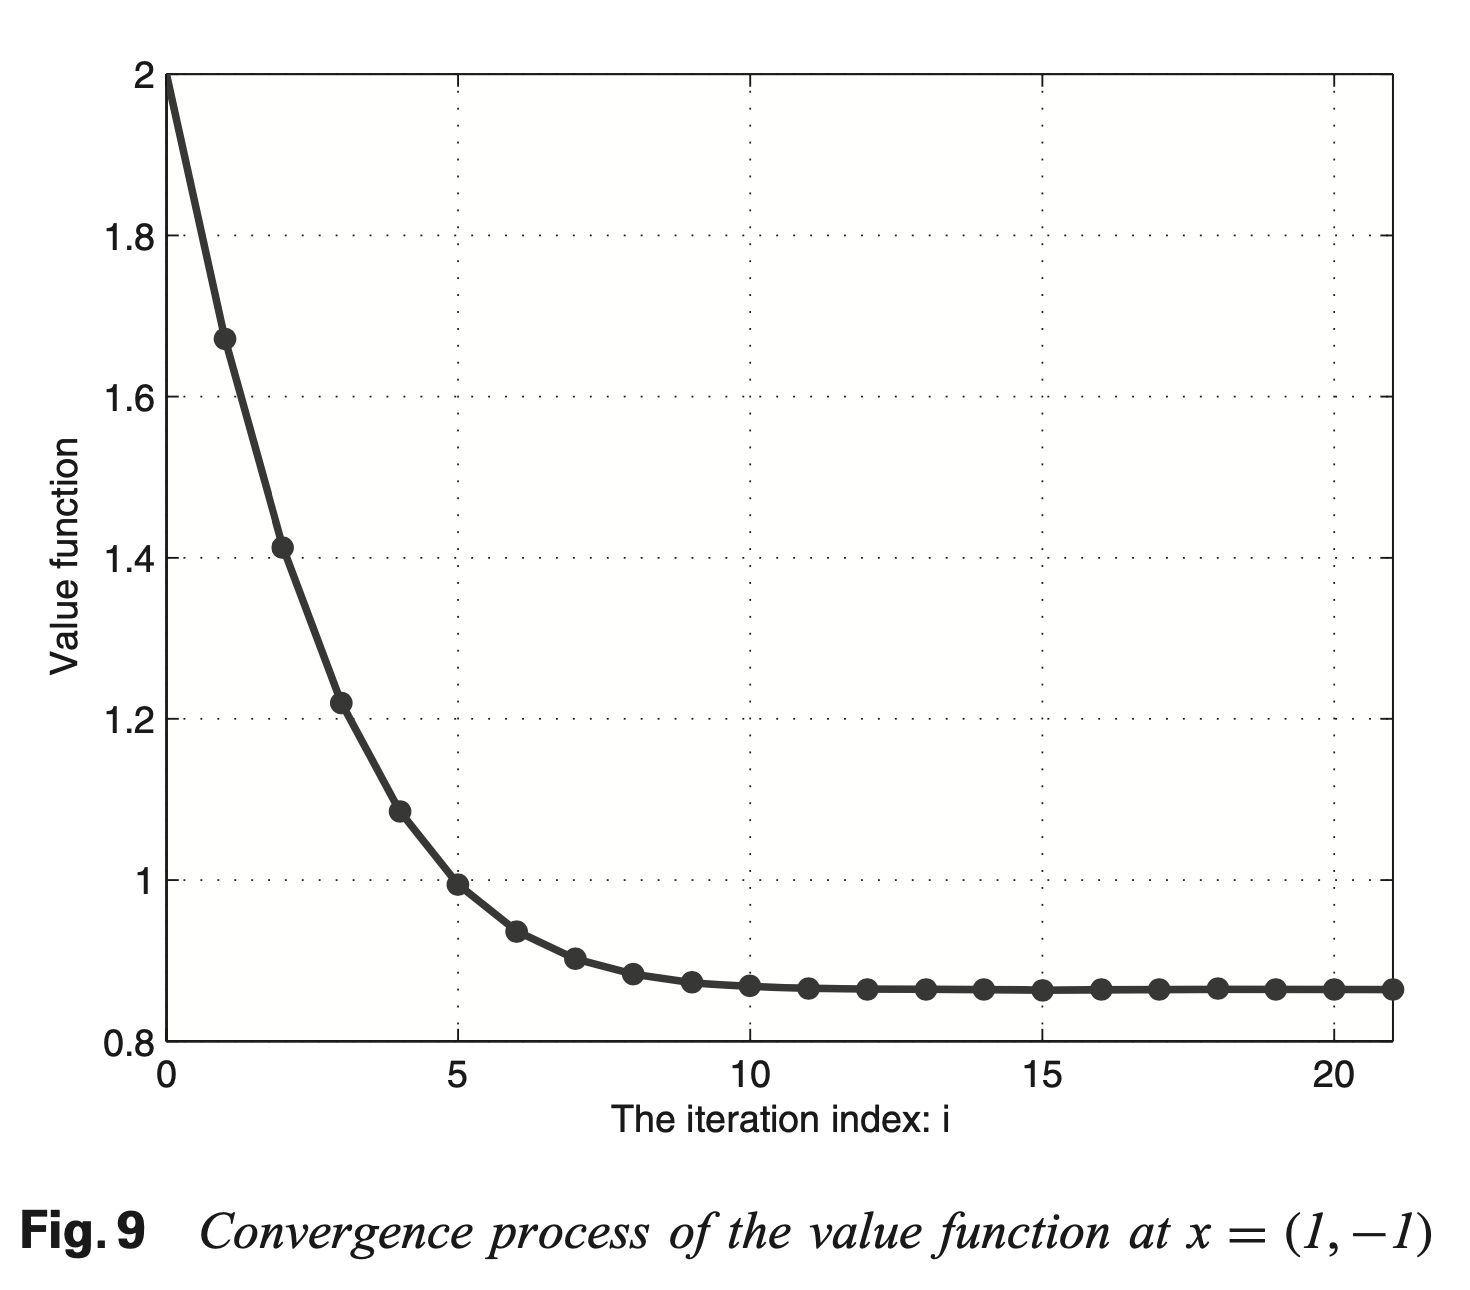 2
1.8
1.6
1.4
1.2
1
0.8
Value function
0 5 10 15 20
The iteration index: i
Fig. 9 Convergence process of the value function at x = (1, −1)